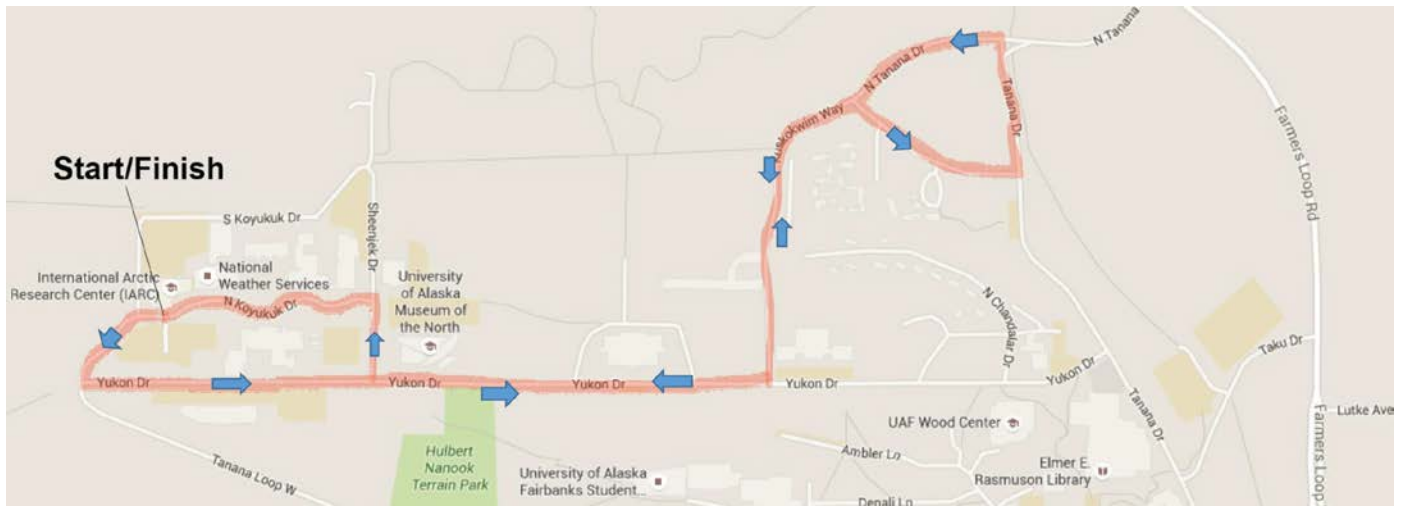 N Tanana
N Tanana Dr
Tanana Dr
Kuskokwim Way
Farmers Loop Rd
Start/Finish
S Koyukuk Dr
Sheenjek Dr
International Arctic
Research Center (IARC)
National
Weather Services
N Koyukuk Dr
University
of Alaska
Museum of
the North
N Chandalar Dr
Taku Dr
Yukon Dr
Yukon Dr
Yukon Dr
Yukon Dr
Yukon Dr
Tanana Dr
Farmers Loop
Lutke Ave
UAF Wood Center
Tanana Loop W
Hulbert
Nanook
Terrain Park
Ambler Ln
University of Alaska
Fairbanks Student...
Elmer E.
Rasmuson Library
Denali Ln